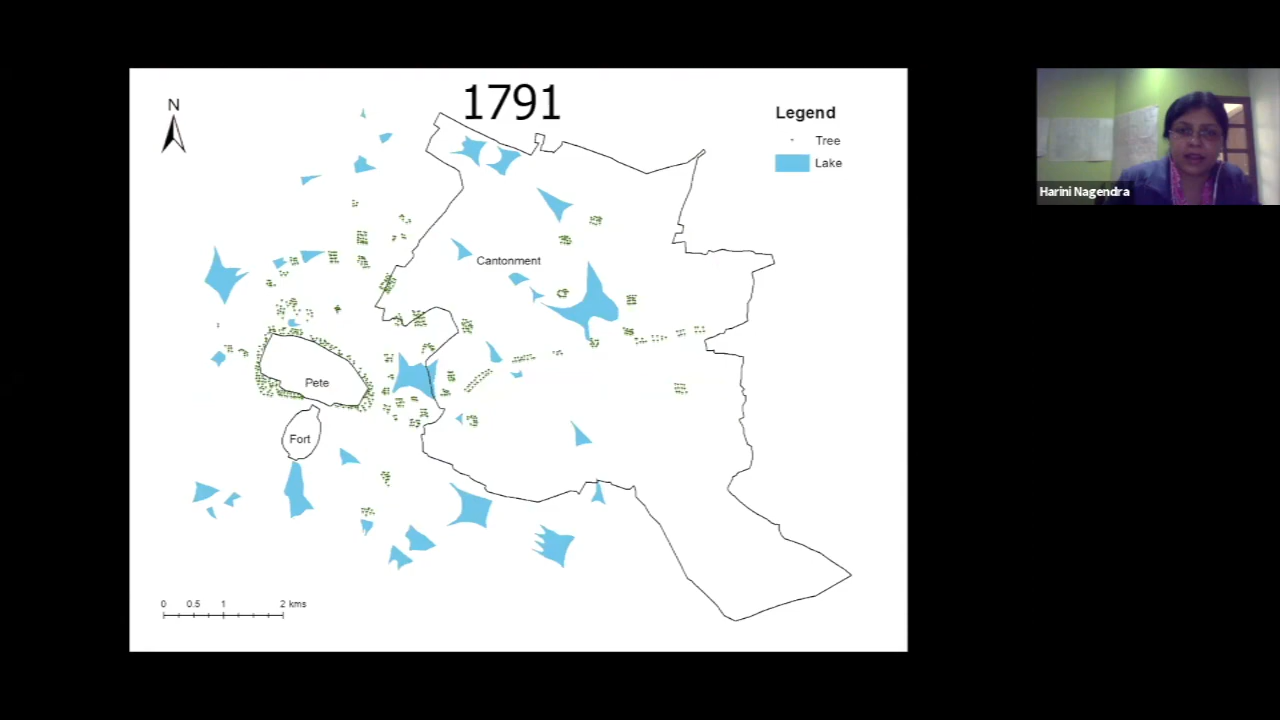 1791
N
Legend
Tree
Lake
Harini Nagendra
Cantonment
Pete
Fort
0 0.5 1 2 kms